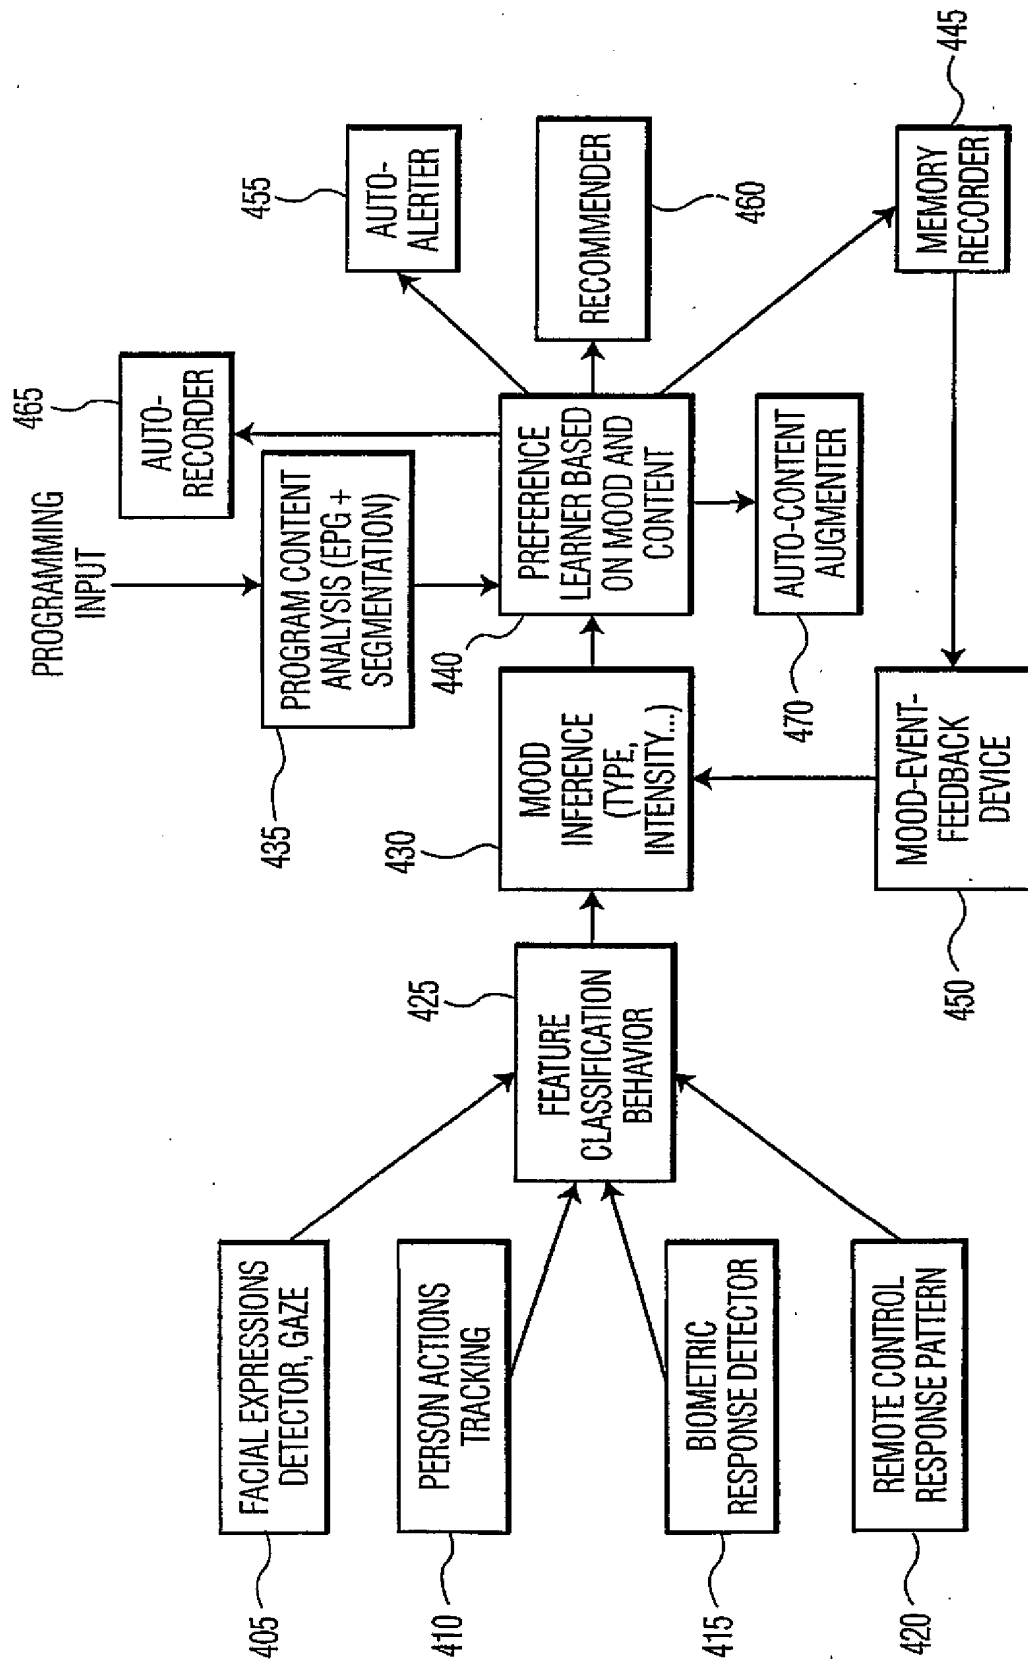 PROGRAMMING
INPUT
465
AUTO-
RECORDER
455
AUTO-
ALERTER
PROGRAM CONTENT
ANALYSIS (EPG +
SEGMENTATION)
435
405
FACIAL EXPRESSIONS
DETECTOR, GAZE
410
PERSON ACTIONS
TRACKING
425
FEATURE
CLASSIFICATION
BEHAVIOR
430
MOOD
INFERENCE
(TYPE,
INTENSITY..)
440
PREFERENCE
LEARNER BASED
ON MOOD AND
CONTENT
RECOMMENDER
460
415
BIOMETRIC
RESPONSE DETECTOR
470
AUTO-CONTENT
AUGMENTER
420
REMOTE CONTROL
RESPONSE PATTERN
450
MOOD-EVENT-
FEEDBACK
DEVICE
MEMORY
RECORDER
445